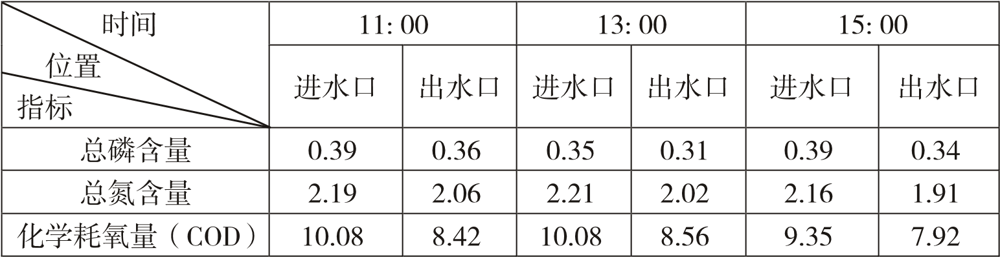 时间 11: 00 13: 00 15: 00
位置
指标
进水口 出水口 进水口 出水口 进水口 出水口
总磷含量 0.39 0.36 0.35 0.31 0.39 0.34
总氮含量 2.19 2.06 2.21 2.02 2.16 1.91
化学耗氧量（COD） 10.08 8.42 10.08 8.56 9.35 7.92